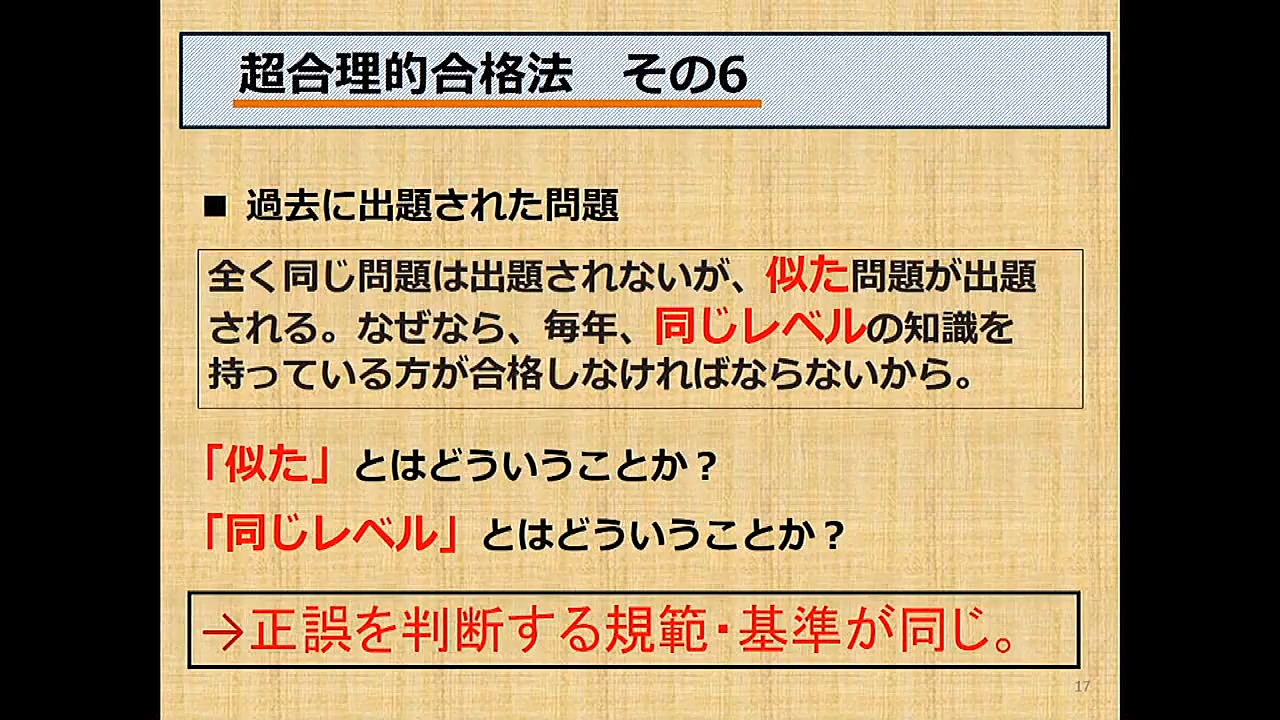 超合理的合格法　その6
■ 過去に出題された問題
全く同じ問題は出題されないが、似た問題が出題
される。なぜなら、毎年、同じレベルの知識を
持っている方が合格しなければならないから。
「似た」とはどういうことか？
「同じレベル」とはどういうことか？
→正誤を判断する規範・基準が同じ。
17